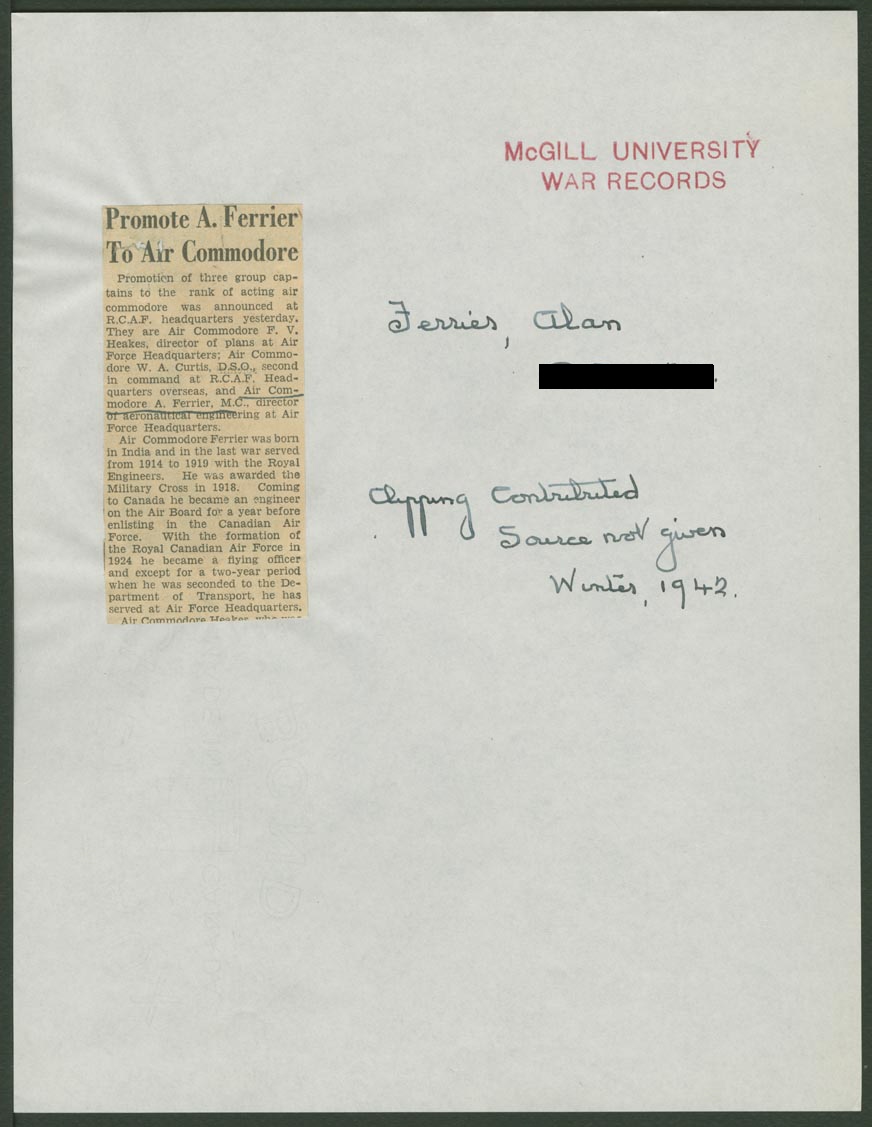 McGILL UNIVERSITY
WAR RECORDS
Promote A. Ferrier
To Air Commodore
Promotion of three group cap-
tains to the rank of acting air
commodore was announced at
R.C.A.F. headquarters yesterday.
They are Air Commodore F. V.
Heakes, director of plans at Air
Force Headquarters; Air Commo-
dore W. A. Curtis, D.S.O., second
in command at R.C.A.F. Head-
quarters overseas, and Air Com-
modore A. Ferrier, M.C., director
of aeronautical engineering at Air
Force Headquarters.
Air Commodore Ferrier was born
in India and in the last war served
from 1914 to 1919 with the Royal
Engineers. He was awarded the
Military Cross in 1918. Coming
to Canada he became an engineer
on the Air Board for a year before
enlisting in the Canadian Air
Force. With the formation of
the Royal Canadian Air Force in
1924 he became a flying officer
and except for a two-year period
when he was seconded to the De-
partment of Transport, he has
served at Air Force Headquarters.
Air Commodore Heakes, who was
Ferrier, Alan
Clipping Contributed
Source not given
Winter, 1942.